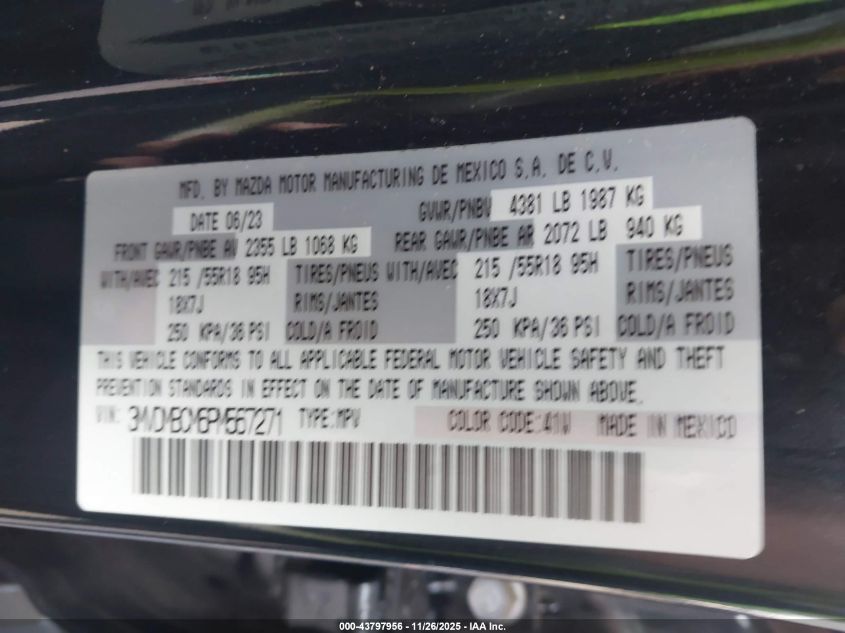 MFD. BY MAZDA MOTOR MANUFACTURING DE MEXICO S.A. DE C.V.
DATE 06/23 GVWR/PNBV 4381 LB 1987 KG
FRONT GAWR/PNBE AV 2355 LB 1068 KG REAR GAWR/PNBE AR 2072 LB 940 KG
WITH/AVEC 215 /55R18 95H TIRES/PNEUS WITH/AVEC 215 /55R18 95H TIRES/PNEUS
18X7J RIMS/JANTES 18X7J RIMS/JANTES
250 KPA/36 PSI COLD/A FROID 250 KPA/36 PSI COLD/A FROID
THIS VEHICLE CONFORMS TO ALL APPLICABLE FEDERAL MOTOR VEHICLE SAFETY AND THEFT
PREVENTION STANDARDS IN EFFECT ON THE DATE OF MANUFACTURE SHOWN ABOVE.
VIN: 3MVDMBCM6PM567271 TYPE:MPV COLOR CODE:41W MADE IN MEXICO
000-43797956 - 11/26/2025 - IAA Inc.